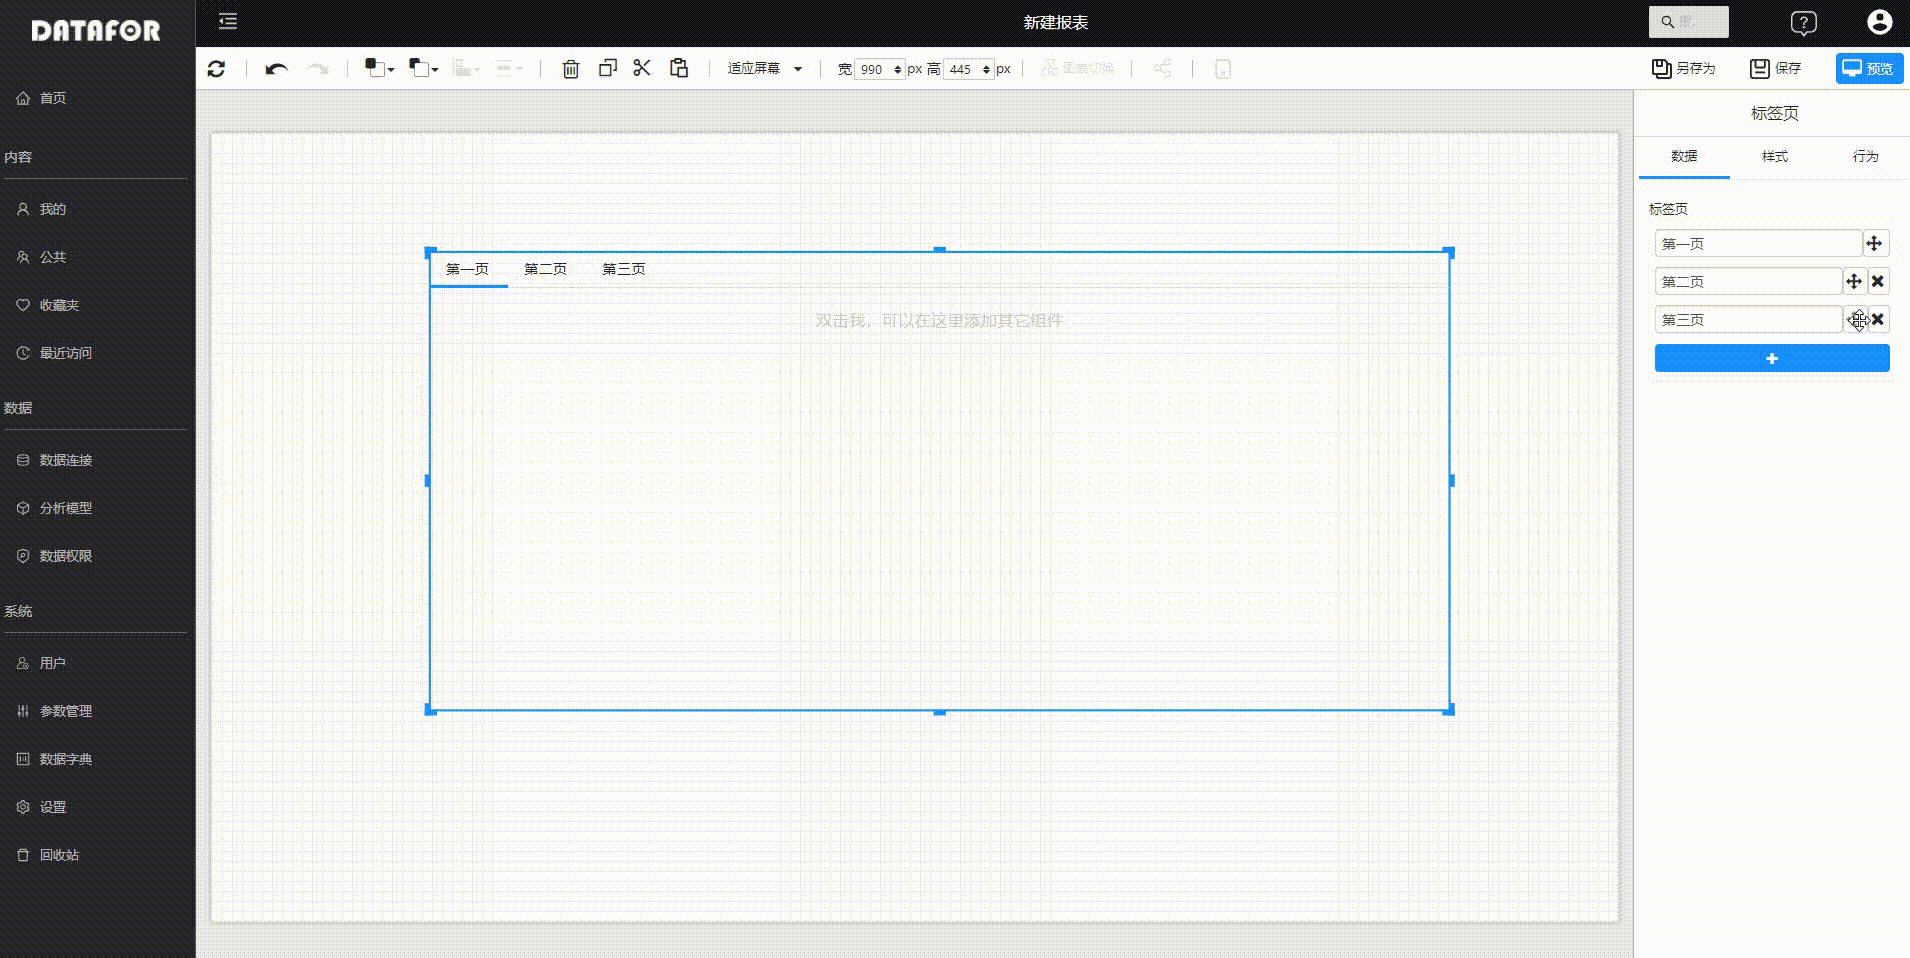 DATAFOR
新建报表
适应屏幕
宽 990 px 高 445 px
图表切换
另存为
保存
预览
首页
内容
我的
公共
收藏夹
最近访问
数据
数据连接
分析模型
数据权限
系统
用户
参数管理
数据字典
设置
回收站
第一页 第二页 第三页
双击我，可以在这里添加其它组件
标签页
数据 样式 行为
标签页
第一页
第二页
第三页